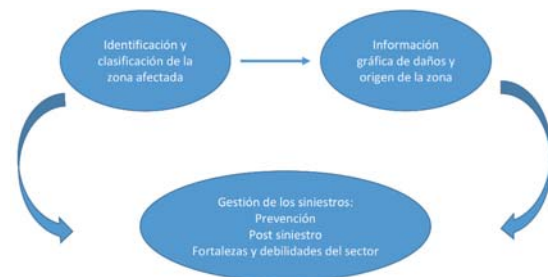 Identificación y
clasificación de la
zona afectada
Información
gráfica de daños y
origen de la zona
Gestión de los siniestros:
Prevención
Post siniestro
Fortalezas y debilidades del sector